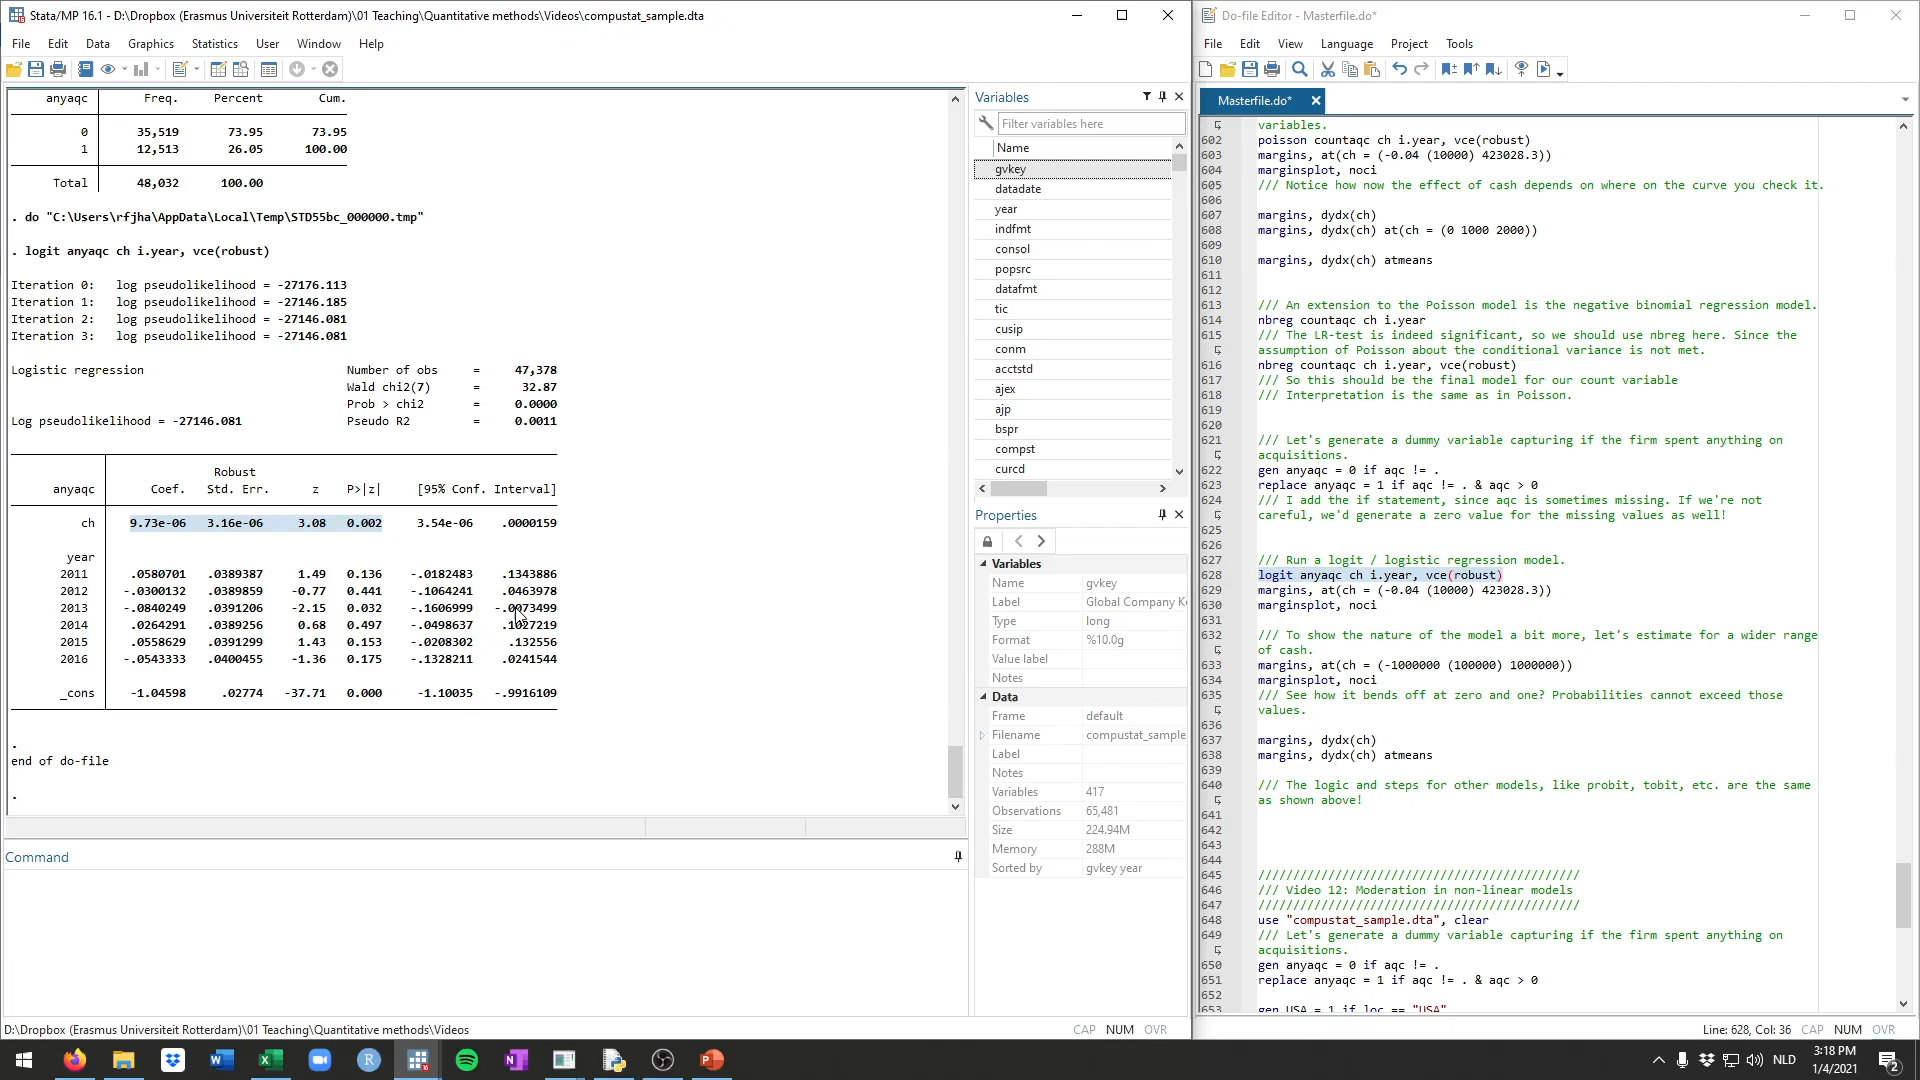 Stata/MP 16.1 - D:\Dropbox (Erasmus Universiteit Rotterdam)\01 Teaching\Quantitative methods\Videos\compustat_sample.dta
File Edit Data Graphics Statistics User Window Help
anyaqc Freq. Percent Cum.
0 35,519 73.95 73.95
1 12,513 26.05 100.00
Total 48,032 100.00
. do "C:\Users\rfjha\AppData\Local\Temp\STD55bc_000000.tmp"
. logit anyaqc ch i.year, vce(robust)
Iteration 0: log pseudolikelihood = -27176.113
Iteration 1: log pseudolikelihood = -27146.185
Iteration 2: log pseudolikelihood = -27146.081
Iteration 3: log pseudolikelihood = -27146.081
Logistic regression Number of obs = 47,378
Wald chi2(7) = 32.87
Prob > chi2 = 0.0000
Log pseudolikelihood = -27146.081 Pseudo R2 = 0.0011
Robust
anyaqc Coef. Std. Err. z P>|z| [95% Conf. Interval]
ch 9.73e-06 3.16e-06 3.08 0.002 3.54e-06 .0000159
year
2011 .0580701 .0389387 1.49 0.136 -.0182483 .1343886
2012 -.0300132 .0389859 -0.77 0.441 -.1064241 .0463978
2013 -.0840249 .0391206 -2.15 0.032 -.1606999 -.0073499
2014 .0264291 .0389256 0.68 0.497 -.0498637 .1027219
2015 .0558629 .0391299 1.43 0.153 -.0208302 .132556
2016 -.0543333 .0400455 -1.36 0.175 -.1328211 .0241544
_cons -1.04598 .02774 -37.71 0.000 -1.10035 -.9916109
.
end of do-file
.
Command
D:\Dropbox (Erasmus Universiteit Rotterdam)\01 Teaching\Quantitative methods\Videos
CAP NUM OVR
Variables
Filter variables here
Name
gvkey
datadate
year
indfmt
consol
popsrc
datafmt
tic
cusip
conm
acctstd
ajex
ajp
bspr
compst
curcd
Properties
Variables
Name gvkey
Label Global Company Ke
Type long
Format %10.0g
Value label
Notes
Data
Frame default
Filename compustat_sample
Label
Notes
Variables 417
Observations 65,481
Size 224.94M
Memory 288M
Sorted by gvkey year
Do-file Editor - Masterfile.do*
File Edit View Language Project Tools
Masterfile.do*
variables.
602 poisson countaqc ch i.year, vce(robust)
603 margins, at(ch = (-0.04 (10000) 423028.3))
604 marginsplot, noci
605 /// Notice how now the effect of cash depends on where on the curve you check it.
606
607 margins, dydx(ch)
608 margins, dydx(ch) at(ch = (0 1000 2000))
609
610 margins, dydx(ch) atmeans
611
612
613 /// An extension to the Poisson model is the negative binomial regression model.
614 nbreg countaqc ch i.year
615 /// The LR-test is indeed significant, so we should use nbreg here. Since the
assumption of Poisson about the conditional variance is not met.
616 nbreg countaqc ch i.year, vce(robust)
617 /// So this should be the final model for our count variable
618 /// Interpretation is the same as in Poisson.
619
620
621 /// Let's generate a dummy variable capturing if the firm spent anything on
acquisitions.
622 gen anyaqc = 0 if aqc != .
623 replace anyaqc = 1 if aqc != . & aqc > 0
624 /// I add the if statement, since aqc is sometimes missing. If we're not
careful, we'd generate a zero value for the missing values as well!
625
626
627 /// Run a logit / logistic regression model.
628 logit anyaqc ch i.year, vce(robust)
629 margins, at(ch = (-0.04 (10000) 423028.3))
630 marginsplot, noci
631
632 /// To show the nature of the model a bit more, let's estimate for a wider range
of cash.
633 margins, at(ch = (-1000000 (100000) 1000000))
634 marginsplot, noci
635 /// See how it bends off at zero and one? Probabilities cannot exceed those
values.
636
637 margins, dydx(ch)
638 margins, dydx(ch) atmeans
639
640 /// The logic and steps for other models, like probit, tobit, etc. are the same
as shown above!
641
642
643
644
645 //////////////////////////////////////////////
646 /// Video 12: Moderation in non-linear models
647 //////////////////////////////////////////////
648 use "compustat_sample.dta", clear
649 /// Let's generate a dummy variable capturing if the firm spent anything on
acquisitions.
650 gen anyaqc = 0 if aqc != .
651 replace anyaqc = 1 if aqc != . & aqc > 0
652
653 gen USA = 1 if loc == "USA"
Line: 628, Col: 36 CAP NUM OVR
NLD
3:18 PM
1/4/2021
2